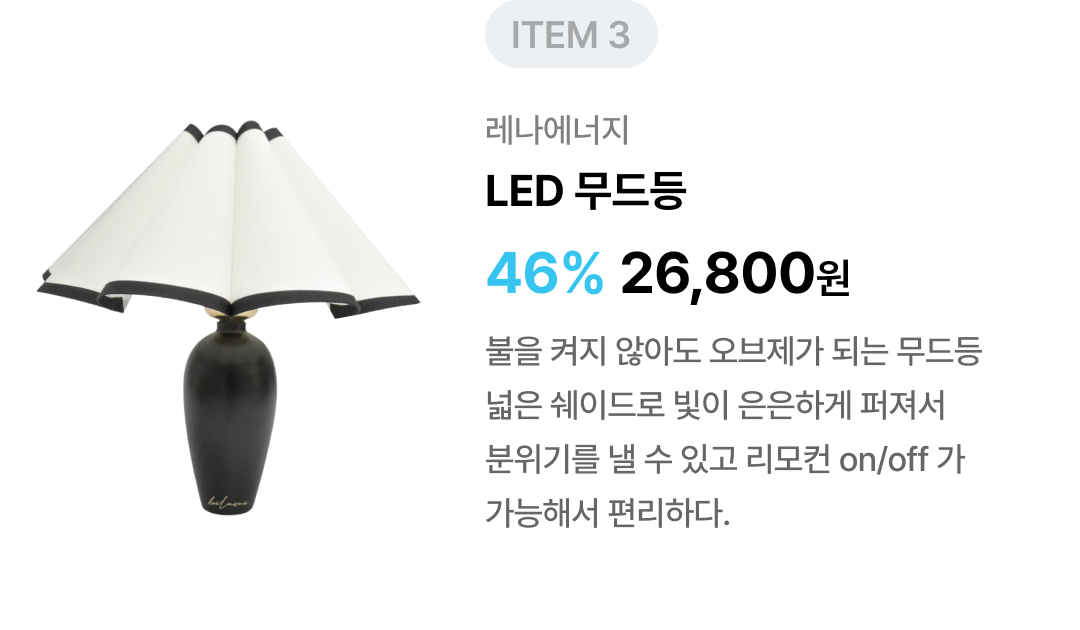 ITEM 3
레나에너지
LED 무드등
46% 26,800원
불을 켜지 않아도 오브제가 되는 무드등
넓은 쉐이드로 빛이 은은하게 퍼져서
분위기를 낼 수 있고 리모컨 on/off 가
가능해서 편리하다.